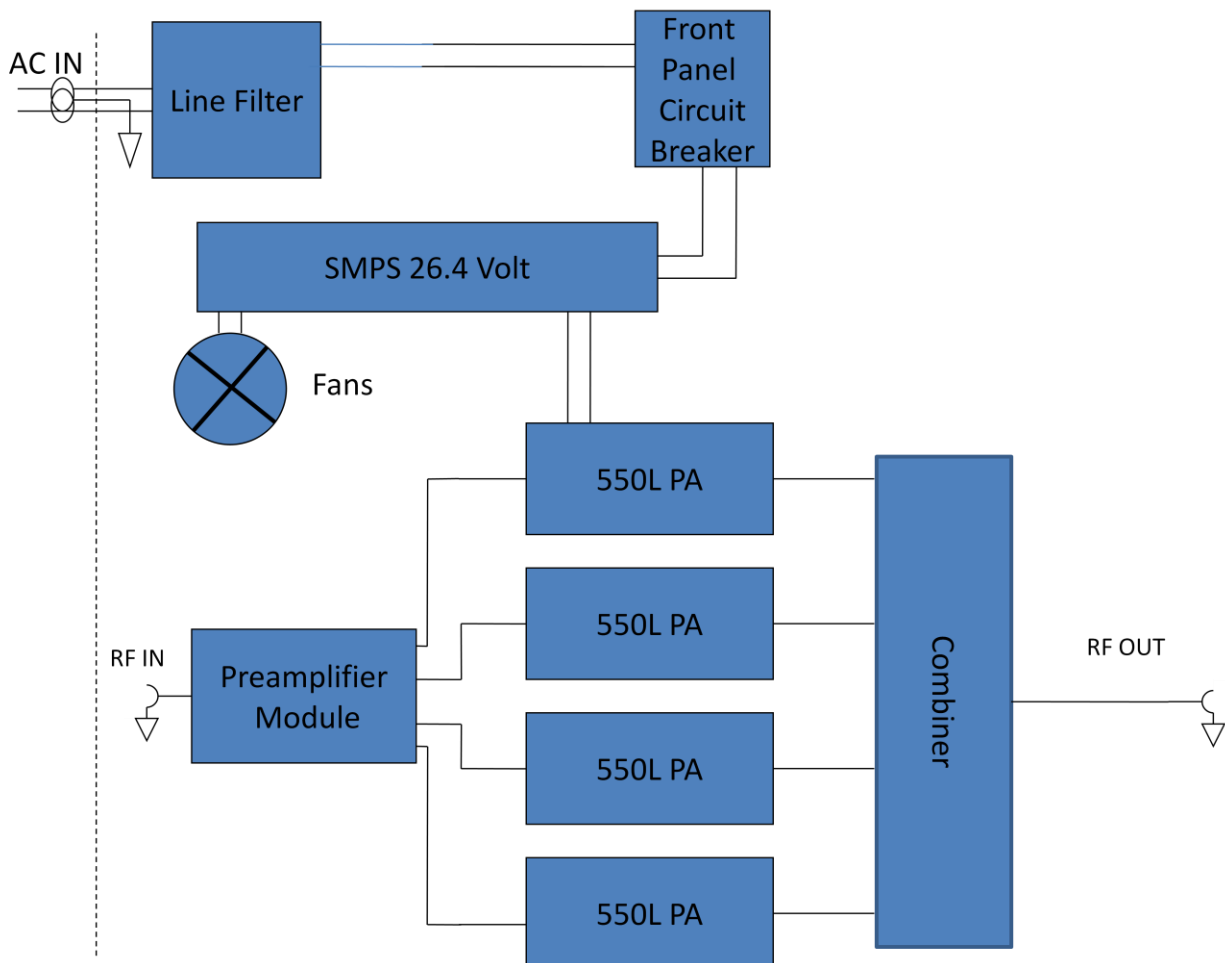 AC IN
Line Filter
Front
Panel
Circuit
Breaker
SMPS 26.4 Volt
Fans
550L PA
550L PA
RF IN
Preamplifier
Module
Combiner
RF OUT
550L PA
550L PA